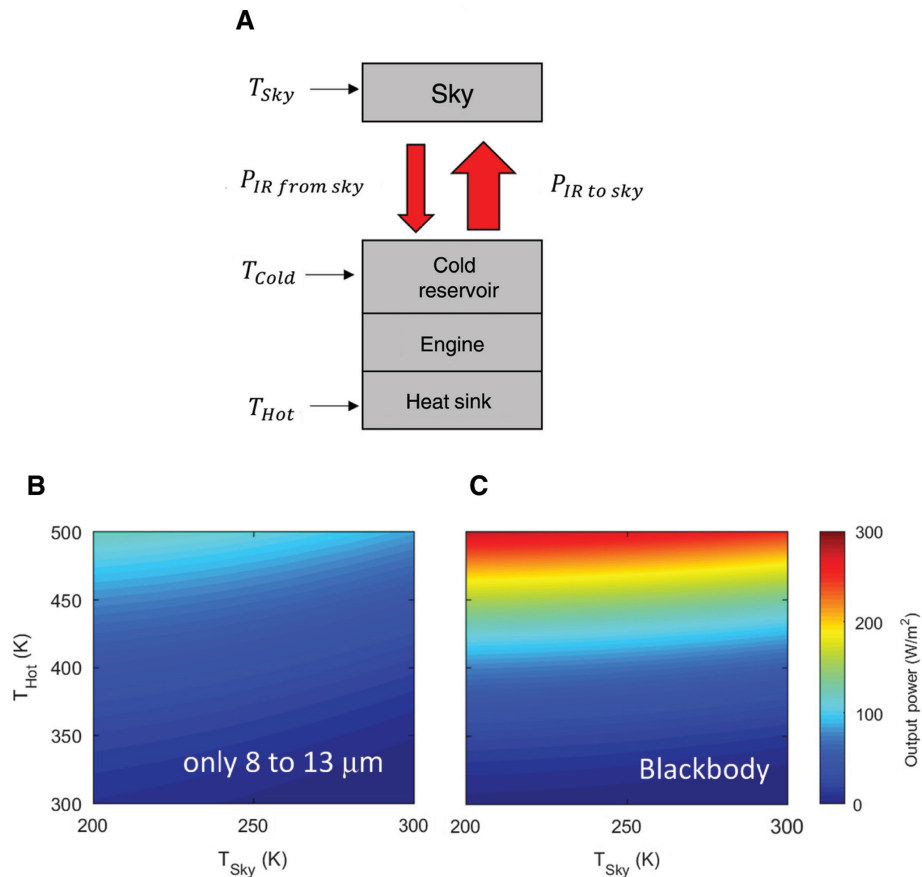 A
T_Sky
Sky
P_IR from sky
P_IR to sky
T_Cold
Cold
reservoir
Engine
T_Hot
Heat sink
B
C
500
450
400
350
300
T_Hot (K)
only 8 to 13 μm
200
250
300
T_Sky (K)
Blackbody
200
250
300
T_Sky (K)
300
200
100
0
Output power (W/m²)